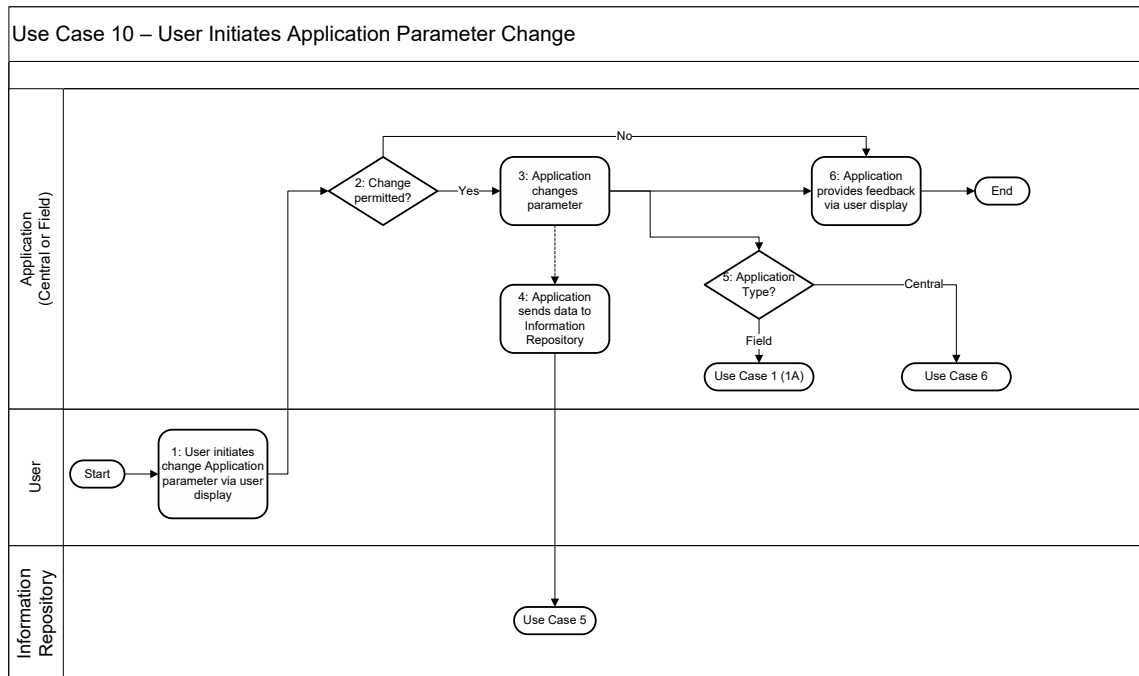 Use Case 10 – User Initiates Application Parameter Change
Application
(Central or Field)
No
2: Change
permitted?
Yes
3: Application
changes
parameter
6: Application
provides feedback
via user display
End
5: Application
Type?
Central
4: Application
sends data to
Information
Repository
Field
Use Case 1 (1A)
Use Case 6
User
Start
1: User initiates
change Application
parameter via user
display
Information
Repository
Use Case 5